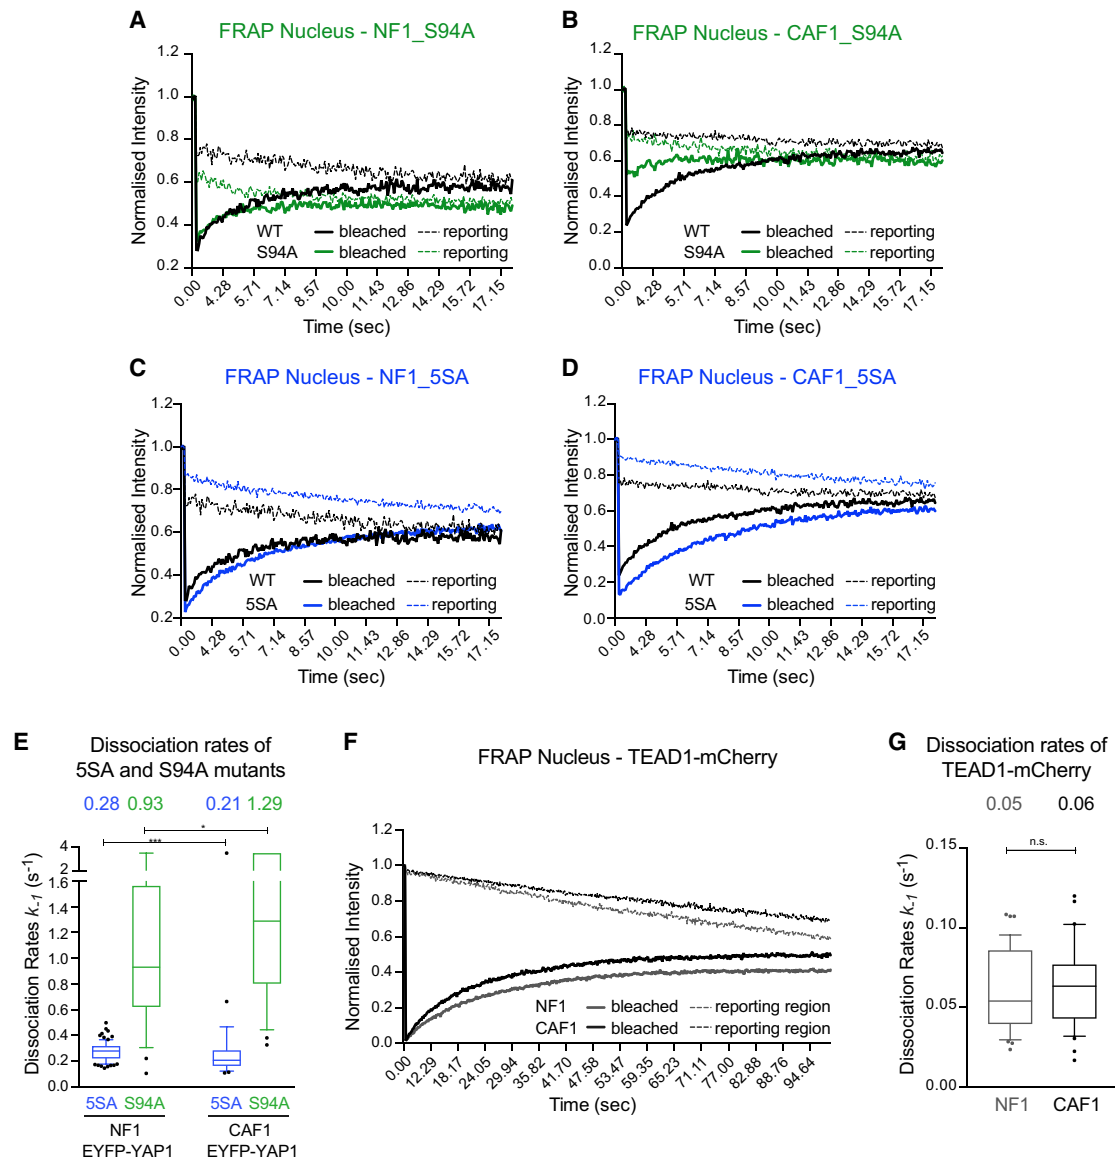 A
FRAP Nucleus - NF1_S94A
Normalised Intensity
1.2
1.0
0.8
0.6
0.4
0.2
WT bleached reporting
S94A bleached reporting
0.00 4.28 5.71 7.14 8.57 10.00 11.43 12.86 14.29 15.72 17.15
Time (sec)
B
FRAP Nucleus - CAF1_S94A
Normalised Intensity
1.2
1.0
0.8
0.6
0.4
0.2
0.0
WT bleached reporting
S94A bleached reporting
0.00 4.28 5.71 7.14 8.57 10.00 11.43 12.86 14.29 15.72 17.15
Time (sec)
C
FRAP Nucleus - NF1_5SA
Normalised Intensity
1.2
1.0
0.8
0.6
0.4
0.2
WT bleached reporting
5SA bleached reporting
0.00 4.28 5.71 7.14 8.57 10.00 11.43 12.86 14.29 15.72 17.15
Time (sec)
D
FRAP Nucleus - CAF1_5SA
Normalised Intensity
1.2
1.0
0.8
0.6
0.4
0.2
0.0
WT bleached reporting
5SA bleached reporting
0.00 4.28 5.71 7.14 8.57 10.00 11.43 12.86 14.29 15.72 17.15
Time (sec)
E
Dissociation rates of
5SA and S94A mutants
0.28 0.93 0.21 1.29
*
***
Dissociation Rates k-1 (s⁻¹)
4
2
1.6
1.4
1.2
1.0
0.8
0.6
0.4
0.2
0.0
5SA S94A 5SA S94A
NF1 CAF1
EYFP-YAP1 EYFP-YAP1
F
FRAP Nucleus - TEAD1-mCherry
Normalised Intensity
1.2
1.0
0.8
0.6
0.4
0.2
0.0
NF1 bleached reporting region
CAF1 bleached reporting region
0.00 12.29 18.17 24.05 29.94 35.82 41.70 47.58 53.47 59.35 65.23 71.11 77.00 82.88 88.76 94.64
Time (sec)
G
Dissociation rates of
TEAD1-mCherry
0.05 0.06
n.s.
Dissociation Rates k-1 (s⁻¹)
0.15
0.10
0.05
0.00
NF1 CAF1